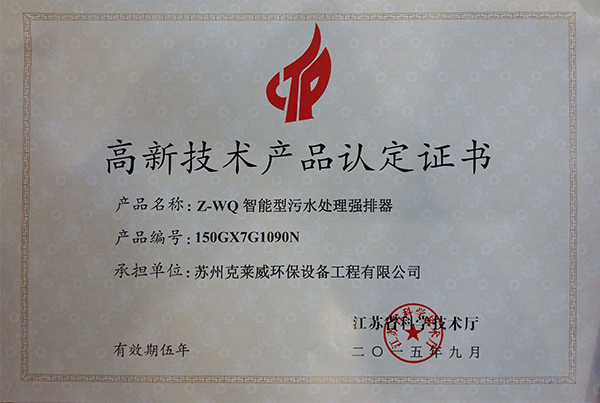 CTP
高新技术产品认定证书
产品名称：Z-WQ 智能型污水处理强排器
产品编号：150GX7G1090N
承担单位：苏州克莱威环保设备工程有限公司
江苏省科学技术厅
有效期伍年
二〇一五年九月